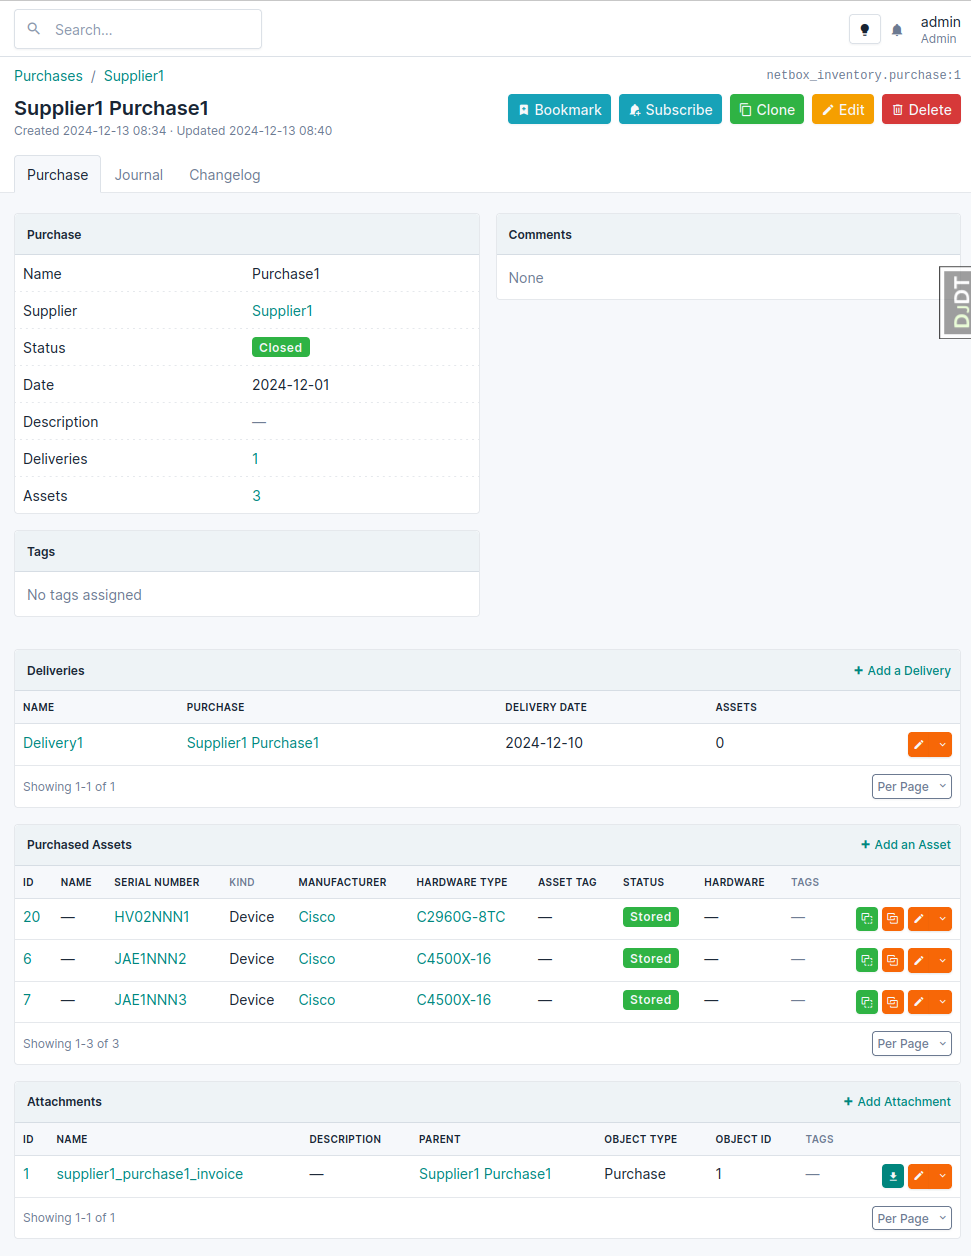 Search...
admin
Admin
Purchases / Supplier1
netbox_inventory.purchase:1
Supplier1 Purchase1
Created 2024-12-13 08:34 · Updated 2024-12-13 08:40
Bookmark Subscribe Clone Edit Delete
Purchase Journal Changelog
Purchase
Name Purchase1
Supplier Supplier1
Status Closed
Date 2024-12-01
Description —
Deliveries 1
Assets 3
Comments
None
DJDT
Tags
No tags assigned
Deliveries + Add a Delivery
NAME PURCHASE DELIVERY DATE ASSETS
Delivery1 Supplier1 Purchase1 2024-12-10 0
Showing 1-1 of 1 Per Page
Purchased Assets + Add an Asset
ID NAME SERIAL NUMBER KIND MANUFACTURER HARDWARE TYPE ASSET TAG STATUS HARDWARE TAGS
20 — HV02NNN1 Device Cisco C2960G-8TC — Stored — —
6 — JAE1NNN2 Device Cisco C4500X-16 — Stored — —
7 — JAE1NNN3 Device Cisco C4500X-16 — Stored — —
Showing 1-3 of 3 Per Page
Attachments + Add Attachment
ID NAME DESCRIPTION PARENT OBJECT TYPE OBJECT ID TAGS
1 supplier1_purchase1_invoice — Supplier1 Purchase1 Purchase 1 —
Showing 1-1 of 1 Per Page